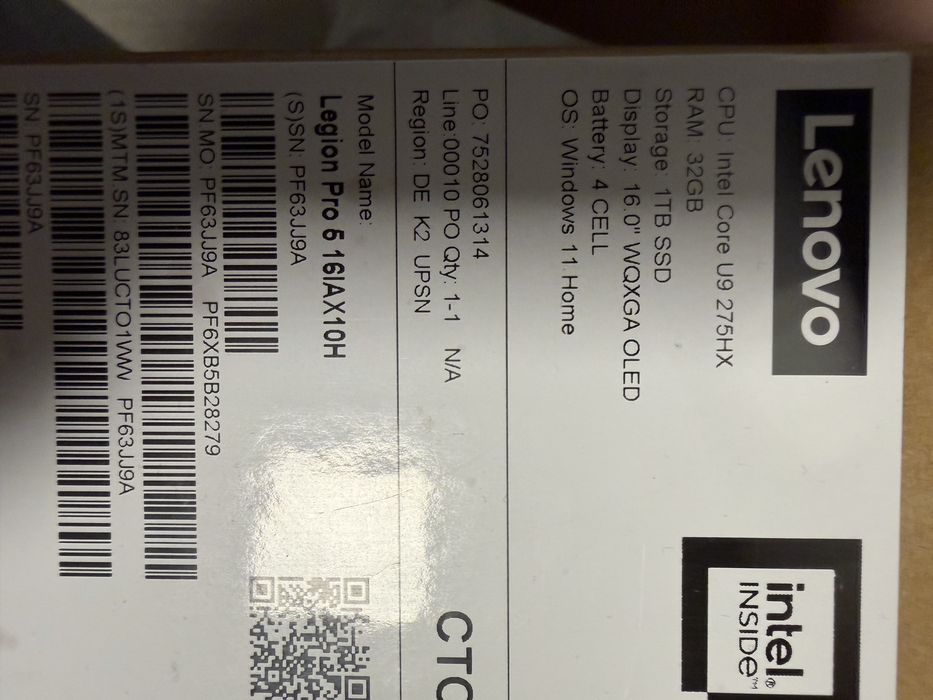 Lenovo
CPU: Intel Core U9 275HX
RAM: 32GB
Storage: 1TB SSD
Display: 16.0" WQXGA OLED
Battery: 4 CELL
OS: Windows 11 Home
intel®
INSIDE™
PO: 7528061314
Line:00010 PO Qty: 1-1 N/A
Region: DE K2 UPSN
CTO
Model Name:
Legion Pro 5 16IAX10H
(S)SN: PF63JJ9A
SN.MO: PF63JJ9A PF6XB5B28279
(1S)MTM.SN: 83LUCTO1WW PF63JJ9A
SN PF63JJ9A